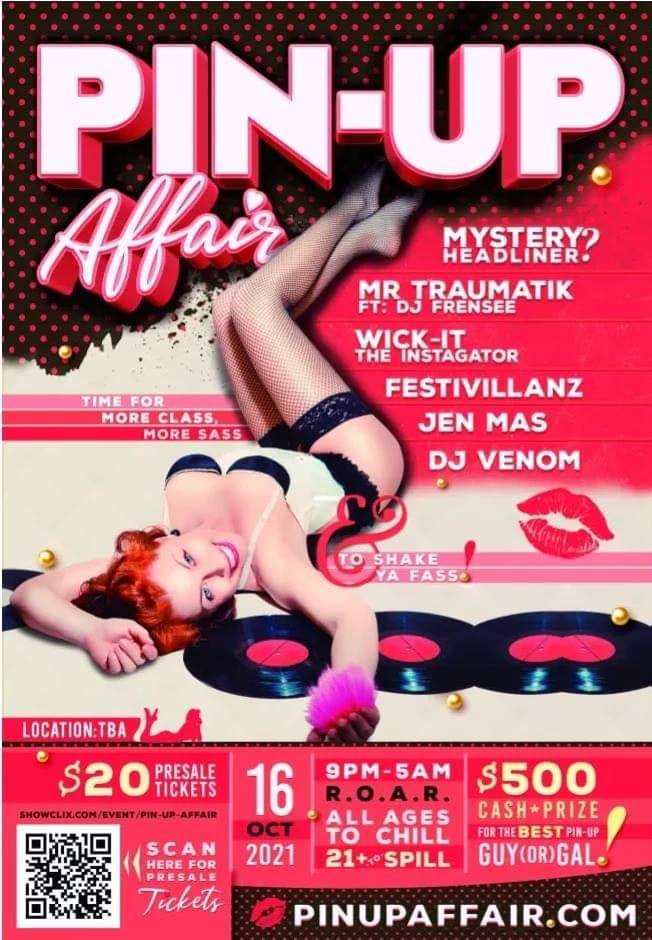 PIN-UP
Affair
MYSTERY?
HEADLINER?
MR TRAUMATIK
FT: DJ FRENSEE
WICK-IT
THE INSTAGATOR
FESTIVILLANZ
JEN MAS
DJ VENOM
TIME FOR
MORE CLASS,
MORE SASS
&
TO SHAKE
YA FASS!
LOCATION:TBA
$20 PRESALE
TICKETS
SHOWCLIX.COM/EVENT/PIN-UP-AFFAIR
SCAN
HERE FOR
PRESALE
Tickets
16
OCT
2021
9PM-5AM
R.O.A.R.
ALL AGES
TO CHILL
21+ TO SPILL
$500
CASH★PRIZE
FOR THE BEST PIN-UP
GUY(OR)GAL!
PINUPAFFAIR.COM